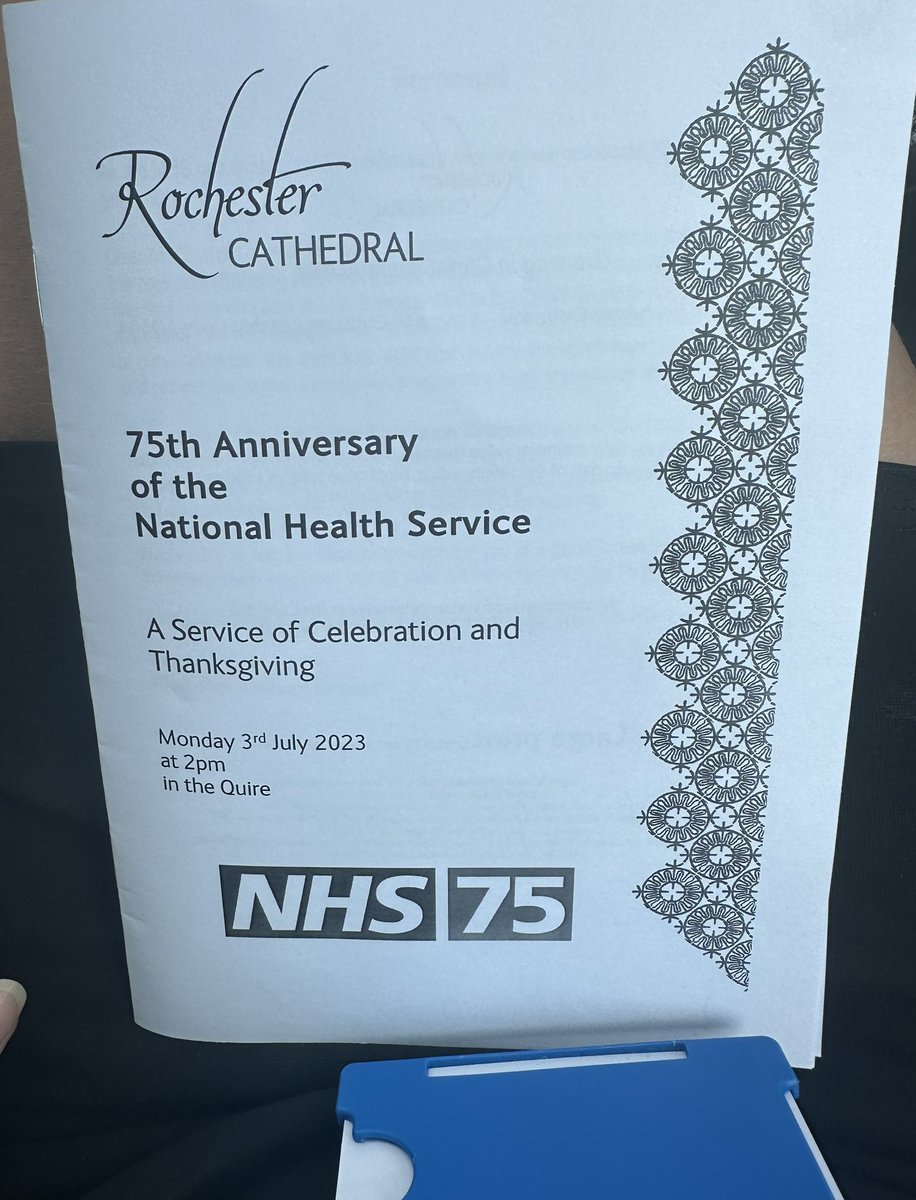 Rochester
CATHEDRAL
75th Anniversary
of the
National Health Service
A Service of Celebration and
Thanksgiving
Monday 3rd July 2023
at 2pm
in the Quire
NHS 75